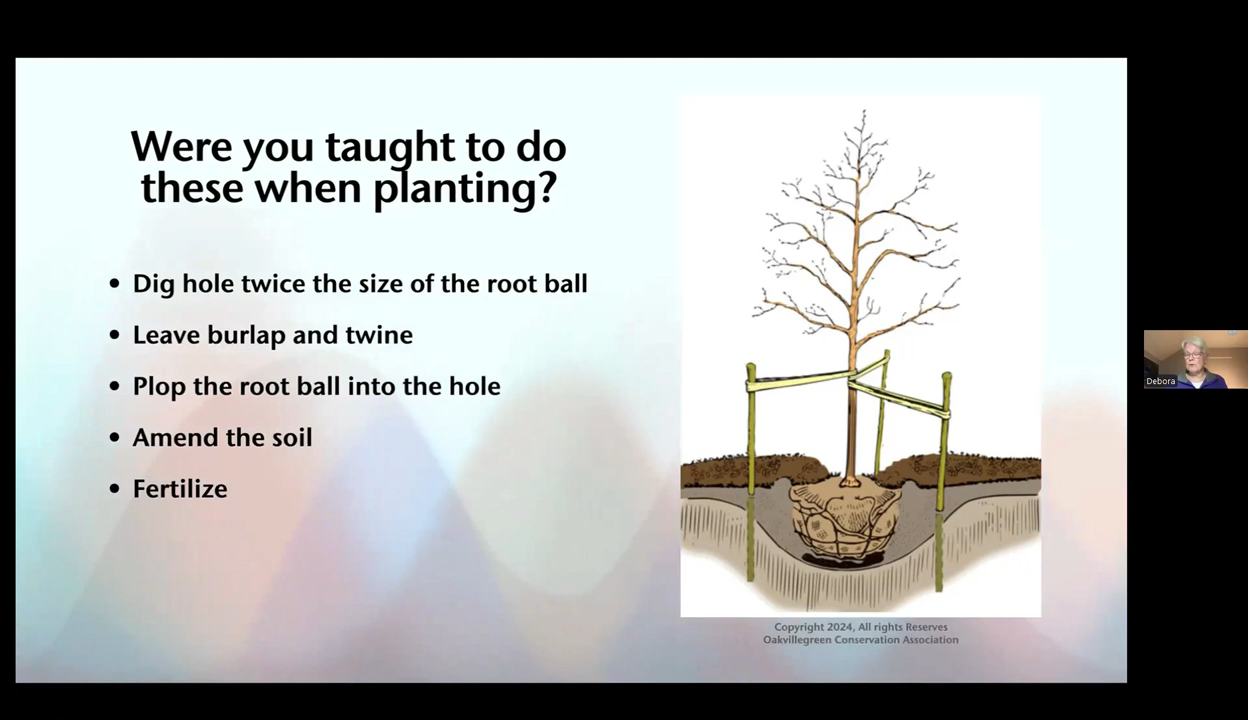 Were you taught to do
these when planting?
• Dig hole twice the size of the root ball
• Leave burlap and twine
• Plop the root ball into the hole
• Amend the soil
• Fertilize
Copyright 2024, All rights Reserves
Oakvillegreen Conservation Association
Debora